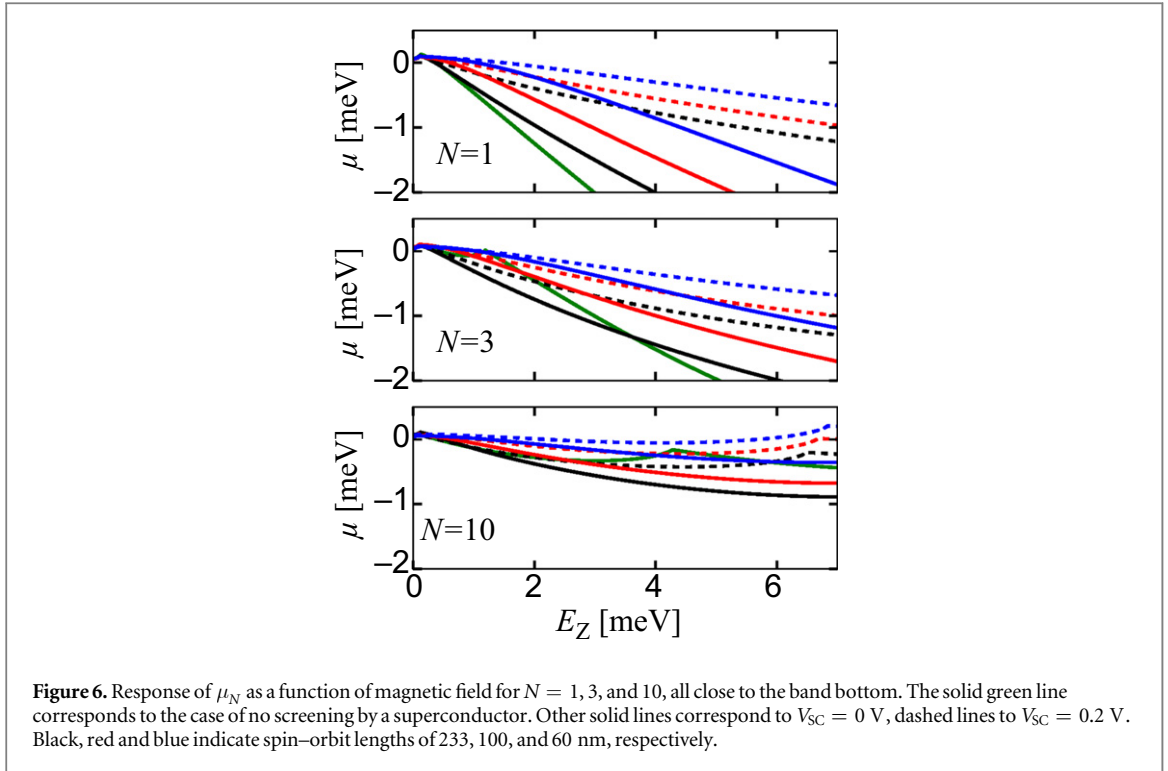 0
−1
−2
μ [meV]
N=1
0
−1
−2
μ [meV]
N=3
0
−1
−2
μ [meV]
N=10
0 2 4 6
E_Z [meV]
Figure 6. Response of μ_N as a function of magnetic field for N = 1, 3, and 10, all close to the band bottom. The solid green line
corresponds to the case of no screening by a superconductor. Other solid lines correspond to V_SC = 0 V, dashed lines to V_SC = 0.2 V.
Black, red and blue indicate spin–orbit lengths of 233, 100, and 60 nm, respectively.